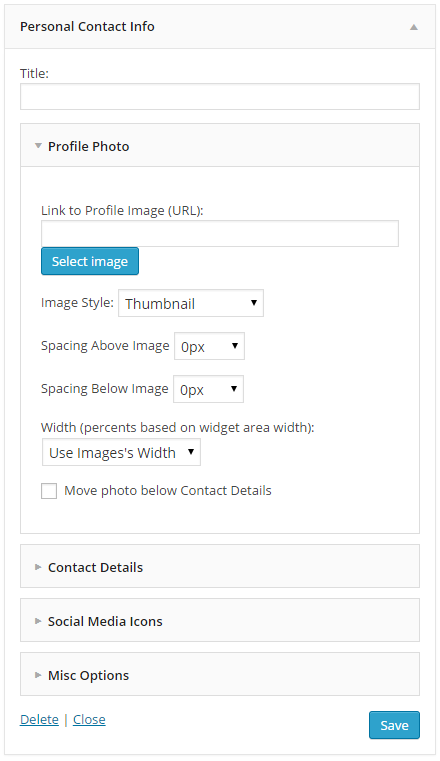 Personal Contact Info
Title:
Profile Photo
Link to Profile Image (URL):
Select image
Image Style: Thumbnail
Spacing Above Image 0px
Spacing Below Image 0px
Width (percents based on widget area width):
Use Images's Width
Move photo below Contact Details
Contact Details
Social Media Icons
Misc Options
Delete | Close Save